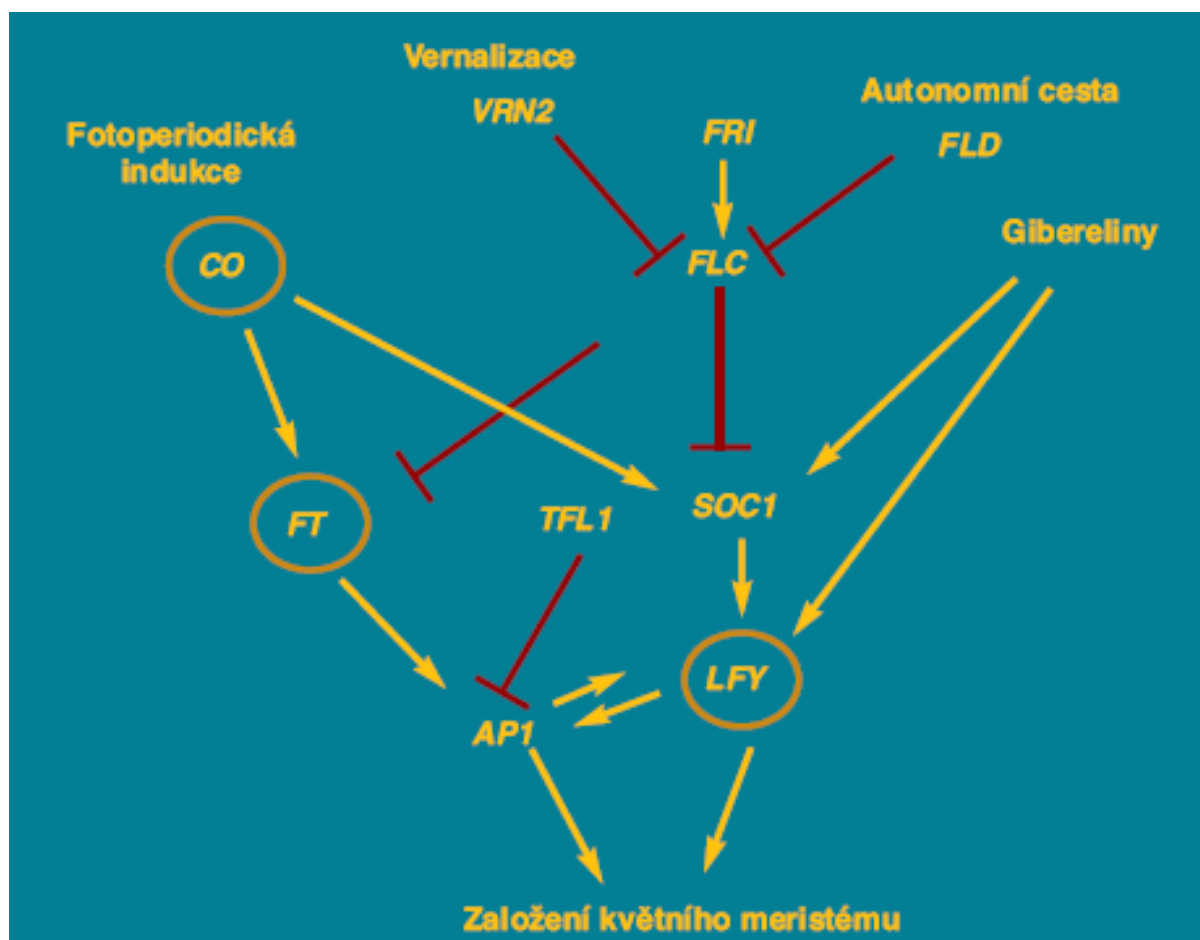 Vernalizace
VRN2
Autonomní cesta
FLD
Fotoperiodická
indukce
FRI
Gibereliny
CO
FLC
FT
TFL1
SOC1
LFY
AP1
Založení květního meristému